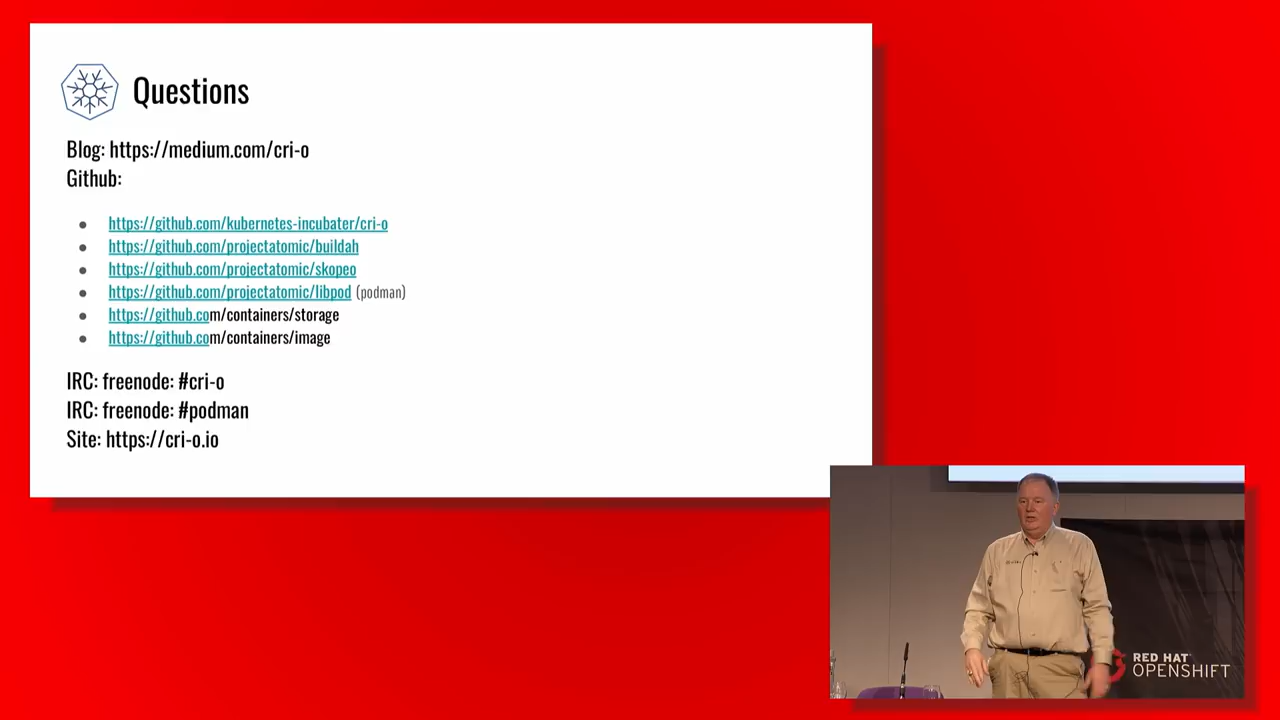 Questions
Blog: https://medium.com/cri-o
Github:
https://github.com/kubernetes-incubater/cri-o
https://github.com/projectatomic/buildah
https://github.com/projectatomic/skopeo
https://github.com/projectatomic/libpod (podman)
https://github.com/containers/storage
https://github.com/containers/image
IRC: freenode: #cri-o
IRC: freenode: #podman
Site: https://cri-o.io
RED HAT
OPENSHIFT